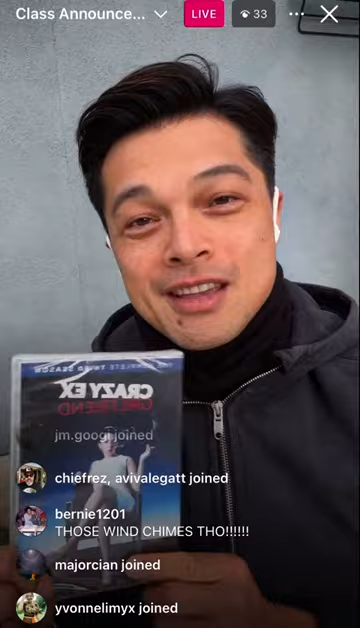 Class Announce...
LIVE
33
COMPLETE THIRD SEASON
CRAZY EX
GIRLFRIEND
jm.googi joined
chiefrez, avivalegatt joined
bernie1201
THOSE WIND CHIMES THO!!!!!!
majorcian joined
yvonnelimyx joined